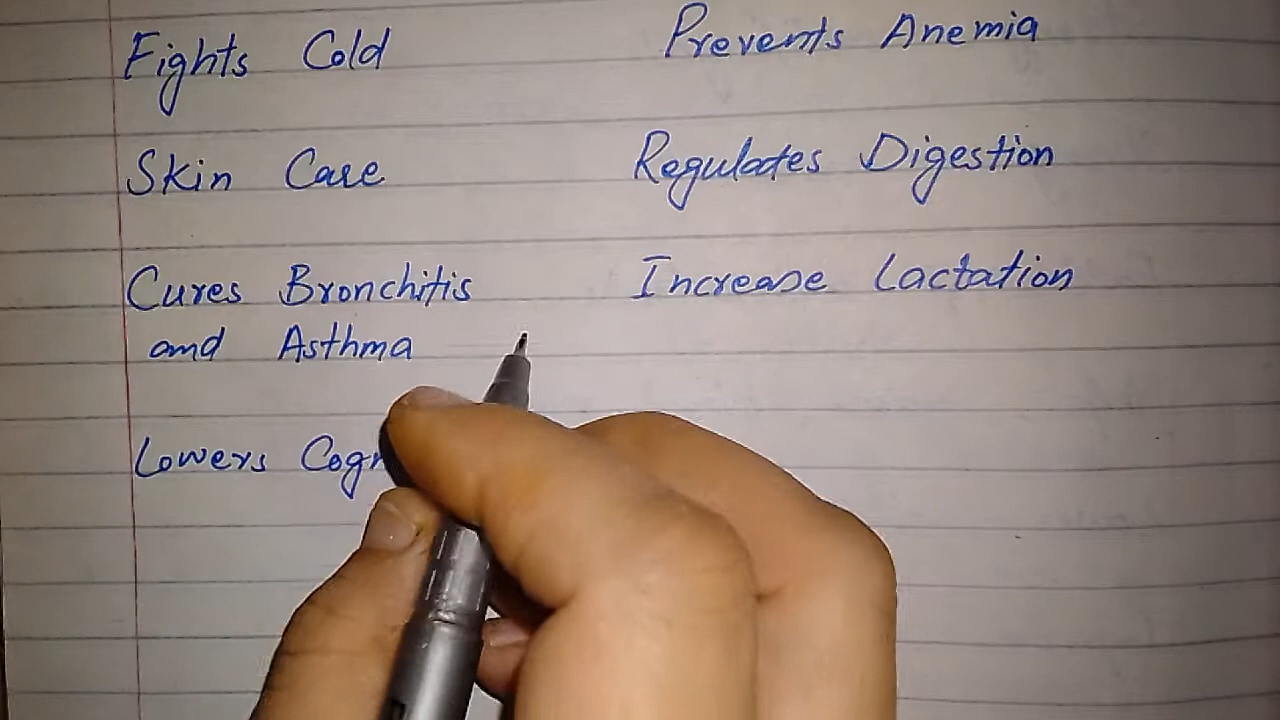 Fights Cold
Prevents Anemia
Skin Care
Regulates Digestion
Cures Bronchitis
and Asthma
Increase Lactation
Lowers